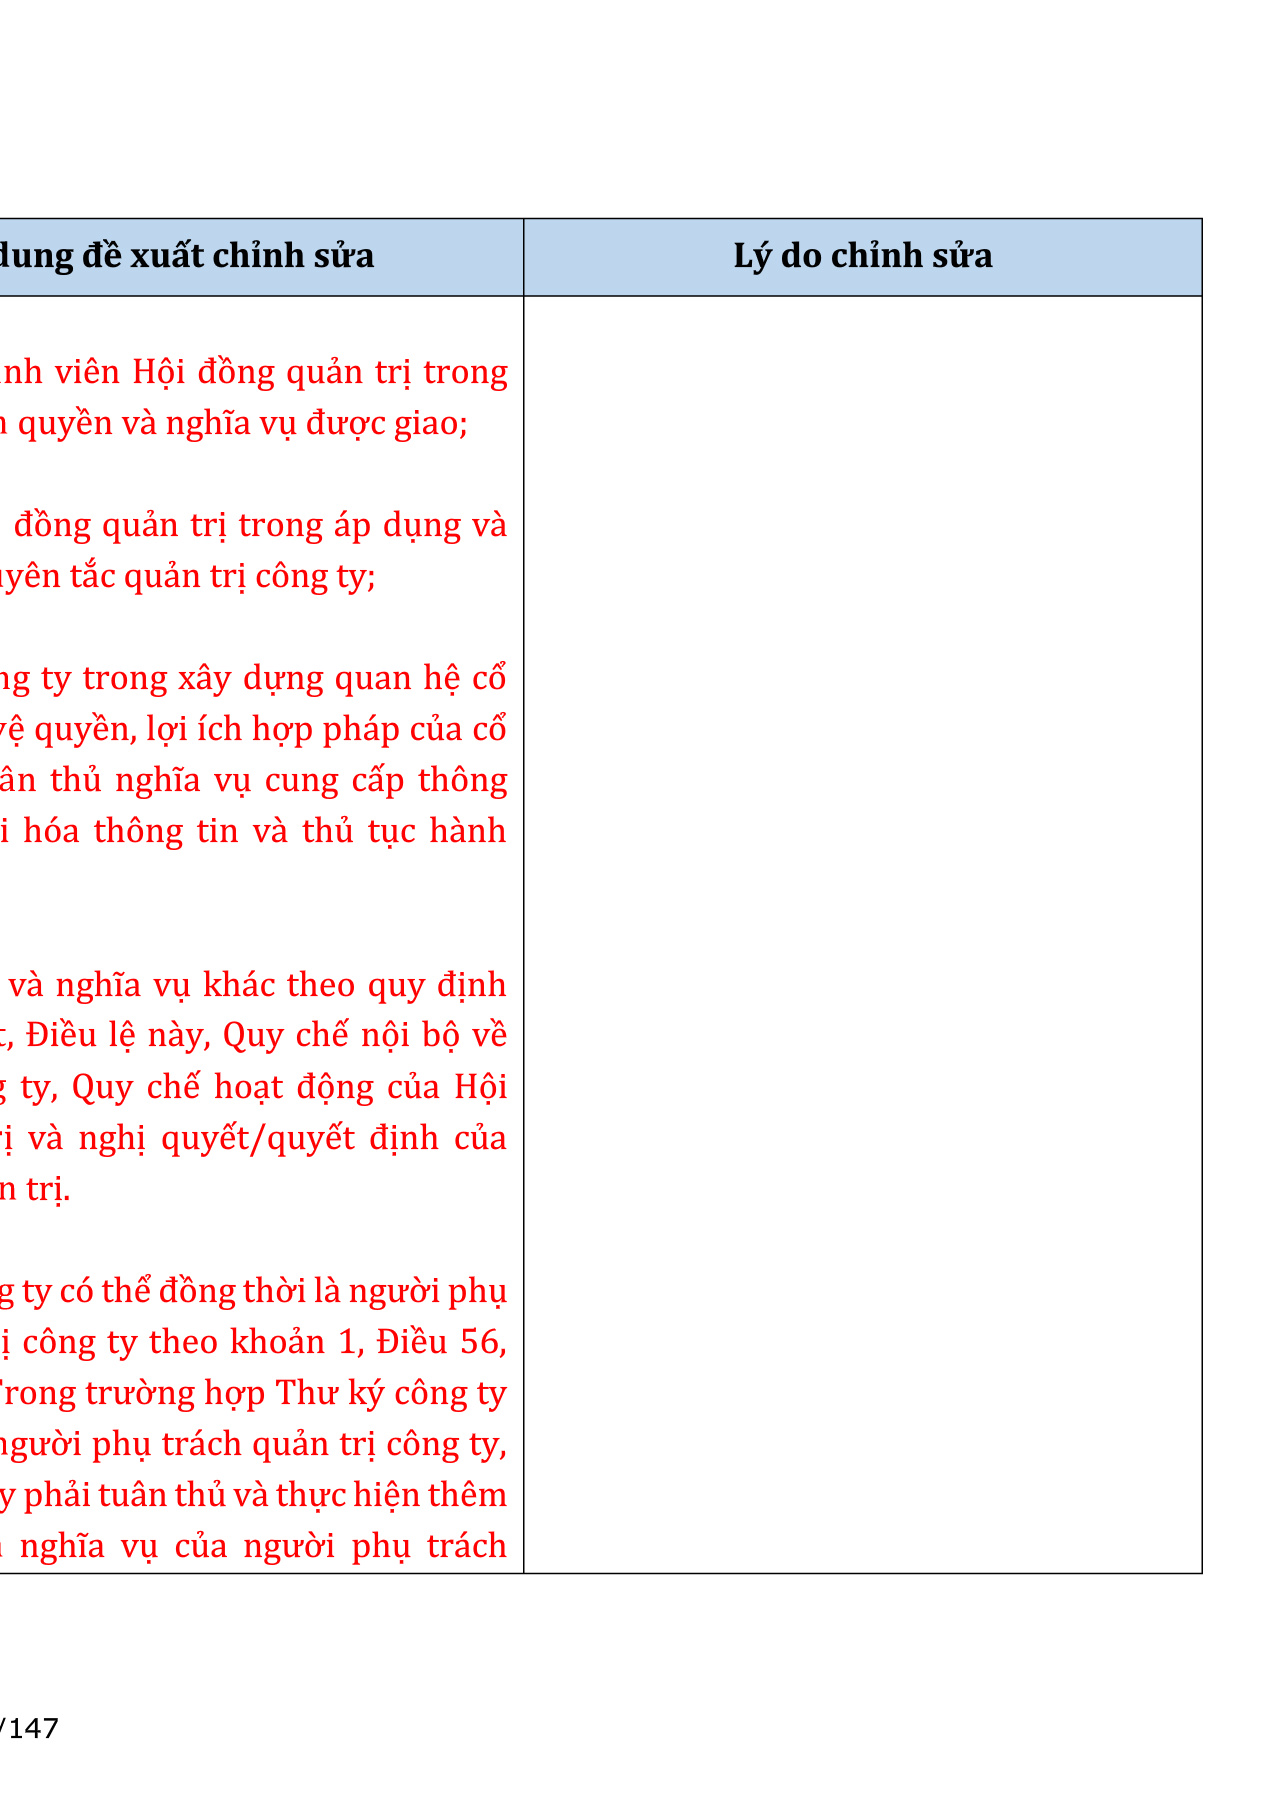 dung đề xuất chỉnh sửa
Lý do chỉnh sửa
viên Hội đồng quản trị trong
quyền và nghĩa vụ được giao;
đồng quản trị trong áp dụng và
tắc quản trị công ty;
ty trong xây dựng quan hệ cổ
quyền, lợi ích hợp pháp của cổ
thủ nghĩa vụ cung cấp thông
hóa thông tin và thủ tục hành
và nghĩa vụ khác theo quy định
Điều lệ này, Quy chế nội bộ về
ty, Quy chế hoạt động của Hội
và nghị quyết/quyết định của
trị.
ty có thể đồng thời là người phụ
công ty theo khoản 1, Điều 56,
Trong trường hợp Thư ký công ty
người phụ trách quản trị công ty,
phải tuân thủ và thực hiện thêm
nghĩa vụ của người phụ trách
/147